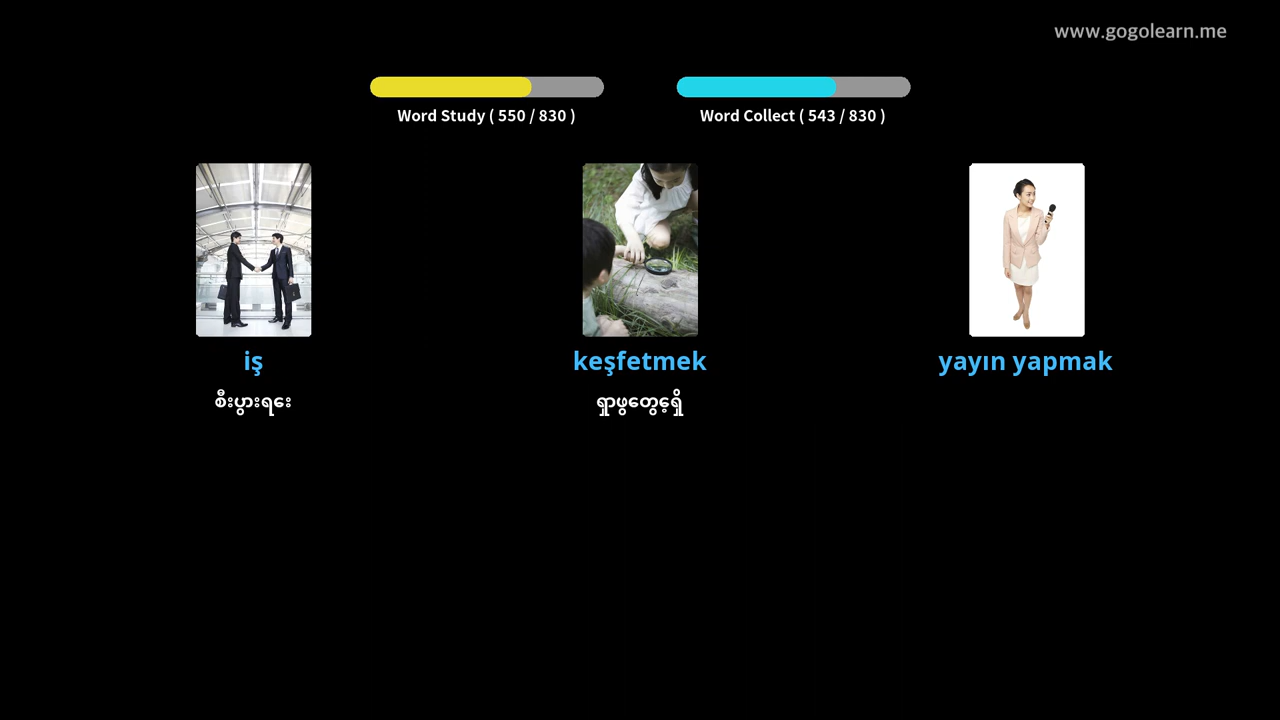 www.gogolearn.me
Word Study ( 550 / 830 )
Word Collect ( 543 / 830 )
iş
keşfetmek
yayın yapmak
စီးပွားရေး
ရှာဖွတွေ့ေရှိ